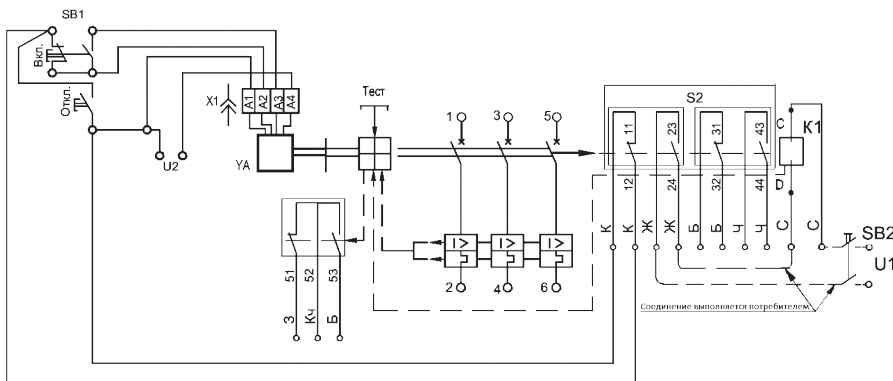 SB1
Вкл.
Откл.
X1
A1 A2 A3 A4
U2
YA
Тест
1 3 5
S2
11 23 31 43
C
K1
D
12 24 32 44
К К Ж Ж Б Б Ч Ч С С
SB2
U1
I> I> I>
2 4 6
51 52 53
З Кч Б
Соединение выполняется потребителем